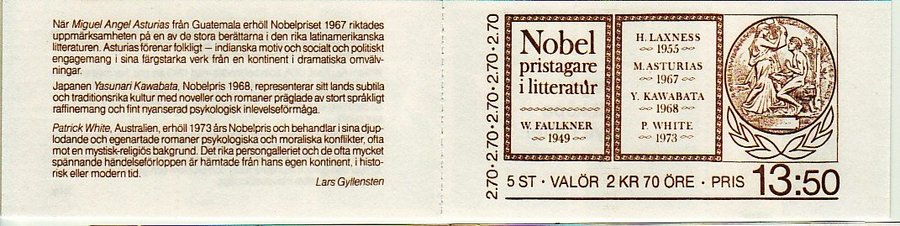 När Miguel Angel Asturias från Guatemala erhöll Nobelpriset 1967 riktades
uppmärksamheten på en av de stora berättarna i den rika latinamerikanska
litteraturen. Asturias förenar folkligt – indianska motiv och socialt och politiskt
engagemang i sina färgstarka verk från en kontinent i dramatiska omvälv-
ningar.
Japanen Yasunari Kawabata, Nobelpris 1968, representerar sitt lands subtila
och traditionsrika kultur med noveller och romaner präglade av stort språkligt
raffinemang och fint nyanserad psykologisk inlevelseförmåga.
Patrick White, Australien, erhöll 1973 års Nobelpris och behandlar i sina djup-
lodande och egenartade romaner psykologiska och moraliska konflikter, ofta
mot en mystisk-religiös bakgrund. Det rika persongalleriet och de ofta mycket
spännande händelseförloppen är hämtade från hans egen kontinent, i histo-
risk eller modern tid.
Lars Gyllensten
2.70·2.70·2.70·2.70·2.70
Nobel
pristagare
i litteratur
W. FAULKNER
1949
H. LAXNESS
1955
M. ASTURIAS
1967
Y. KAWABATA
1968
P. WHITE
1973
5 ST · VALÖR 2 KR 70 ÖRE · PRIS 13:50